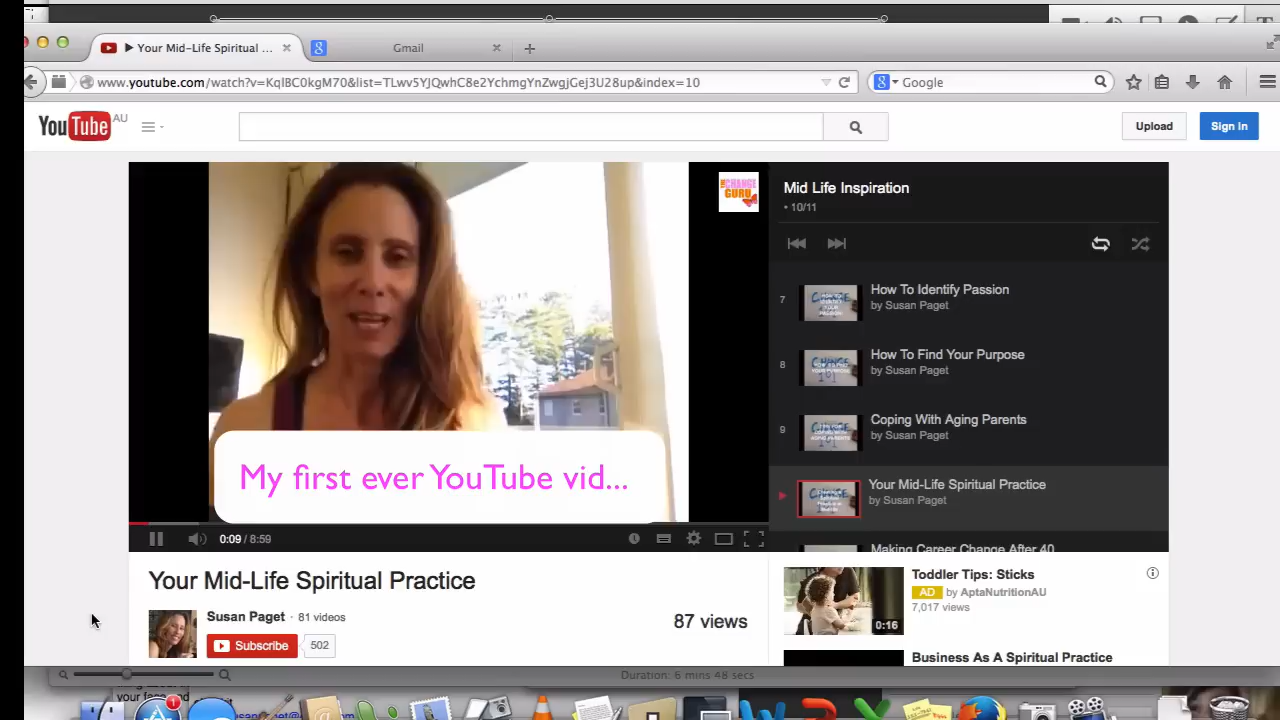 Your Mid-Life Spiritual ...
Gmail
www.youtube.com/watch?v=KqlBC0kgM70&list=TLwv5YJQwhC8e2YchmgYnZwgjGej3U28up&index=10
Google
YouTube AU
Upload
Sign in
CHANGE
GURU
Mid Life Inspiration
• 10/11
7
How To Identify Passion
by Susan Paget
8
How To Find Your Purpose
by Susan Paget
9
Coping With Aging Parents
by Susan Paget
Your Mid-Life Spiritual Practice
by Susan Paget
Making Career Change After 40
My first ever YouTube vid...
0:09 / 8:59
Your Mid-Life Spiritual Practice
Susan Paget · 81 videos
Subscribe 502
87 views
Toddler Tips: Sticks
AD by AptaNutritionAU
7,017 views
0:16
Business As A Spiritual Practice
Duration: 6 mins 48 secs
1